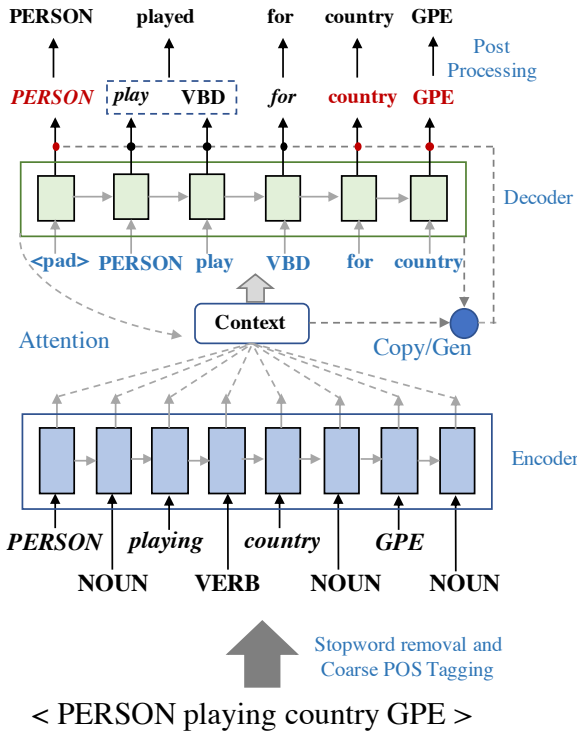 PERSON played for country GPE
Post
Processing
PERSON play VBD for country GPE
Decoder
<pad> PERSON play VBD for country
Context
Attention
Copy/Gen
Encoder
PERSON playing country GPE
NOUN VERB NOUN NOUN
Stopword removal and
Coarse POS Tagging
< PERSON playing country GPE >